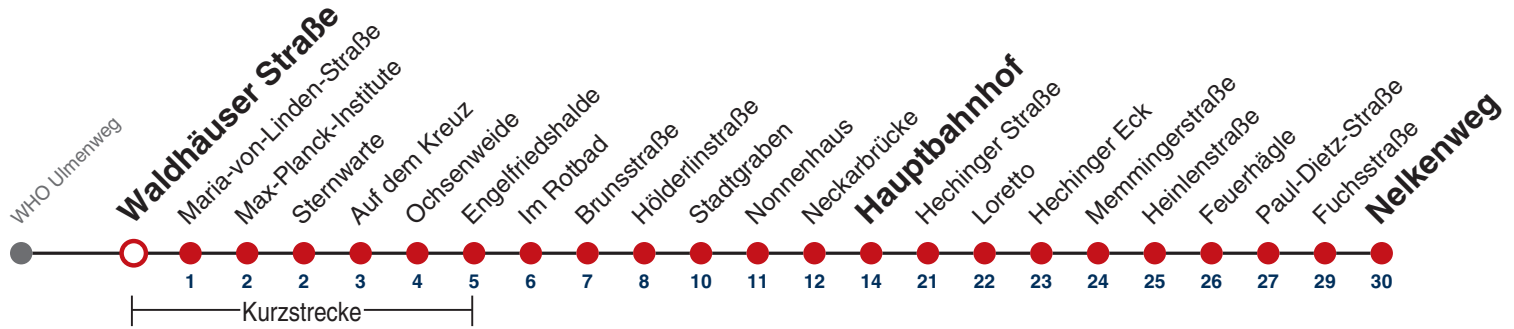 WHO Ulmenweg
Waldhäuser Straße
Maria-von-Linden-Straße
Max-Planck-Institute
Sternwarte
Auf dem Kreuz
Ochsenweide
Engelfriedshalde
Im Rotbad
Brunsstraße
Hölderlinstraße
Stadtgraben
Nonnenhaus
Neckarbrücke
Hauptbahnhof
Hechinger Straße
Loretto
Hechinger Eck
Memmingerstraße
Heinlenstraße
Feuerhägle
Paul-Dietz-Straße
Fuchsstraße
Nelkenweg
1 2 2 3 4 5 6 7 8 10 11 12 14 21 22 23 24 25 26 27 29 30
Kurzstrecke